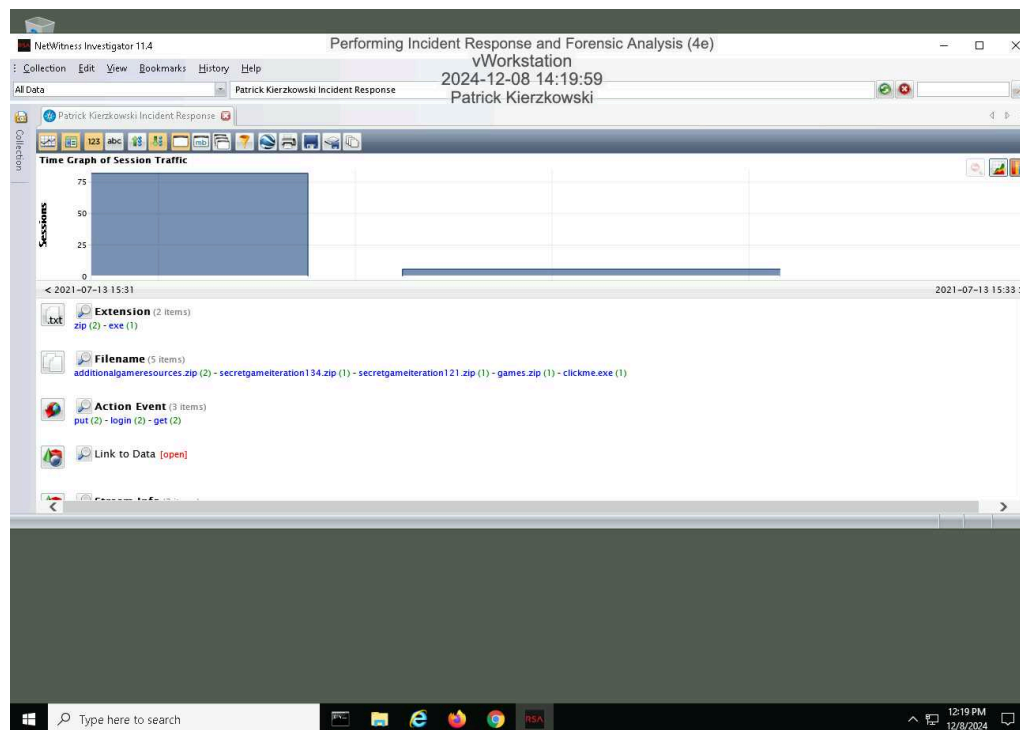 NetWitness Investigator 11.4
Performing Incident Response and Forensic Analysis (4e)
vWorkstation
2024-12-08 14:19:59
Patrick Kierzkowski
Collection Edit View Bookmarks History Help
All Data
Patrick Kierzkowski Incident Response
Patrick Kierzkowski Incident Response
Collection
123 abc mb
Time Graph of Session Traffic
Sessions
75
50
25
0
< 2021-07-13 15:31
2021-07-13 15:33
.txt
Extension (2 items)
zip (2) - exe (1)
Filename (5 items)
additionalgameresources.zip (2) - secretgameiteration134.zip (1) - secretgameiteration121.zip (1) - games.zip (1) - clickme.exe (1)
Action Event (3 items)
put (2) - login (2) - get (2)
Link to Data [open]
Type here to search
RSA
12:19 PM
12/8/2024